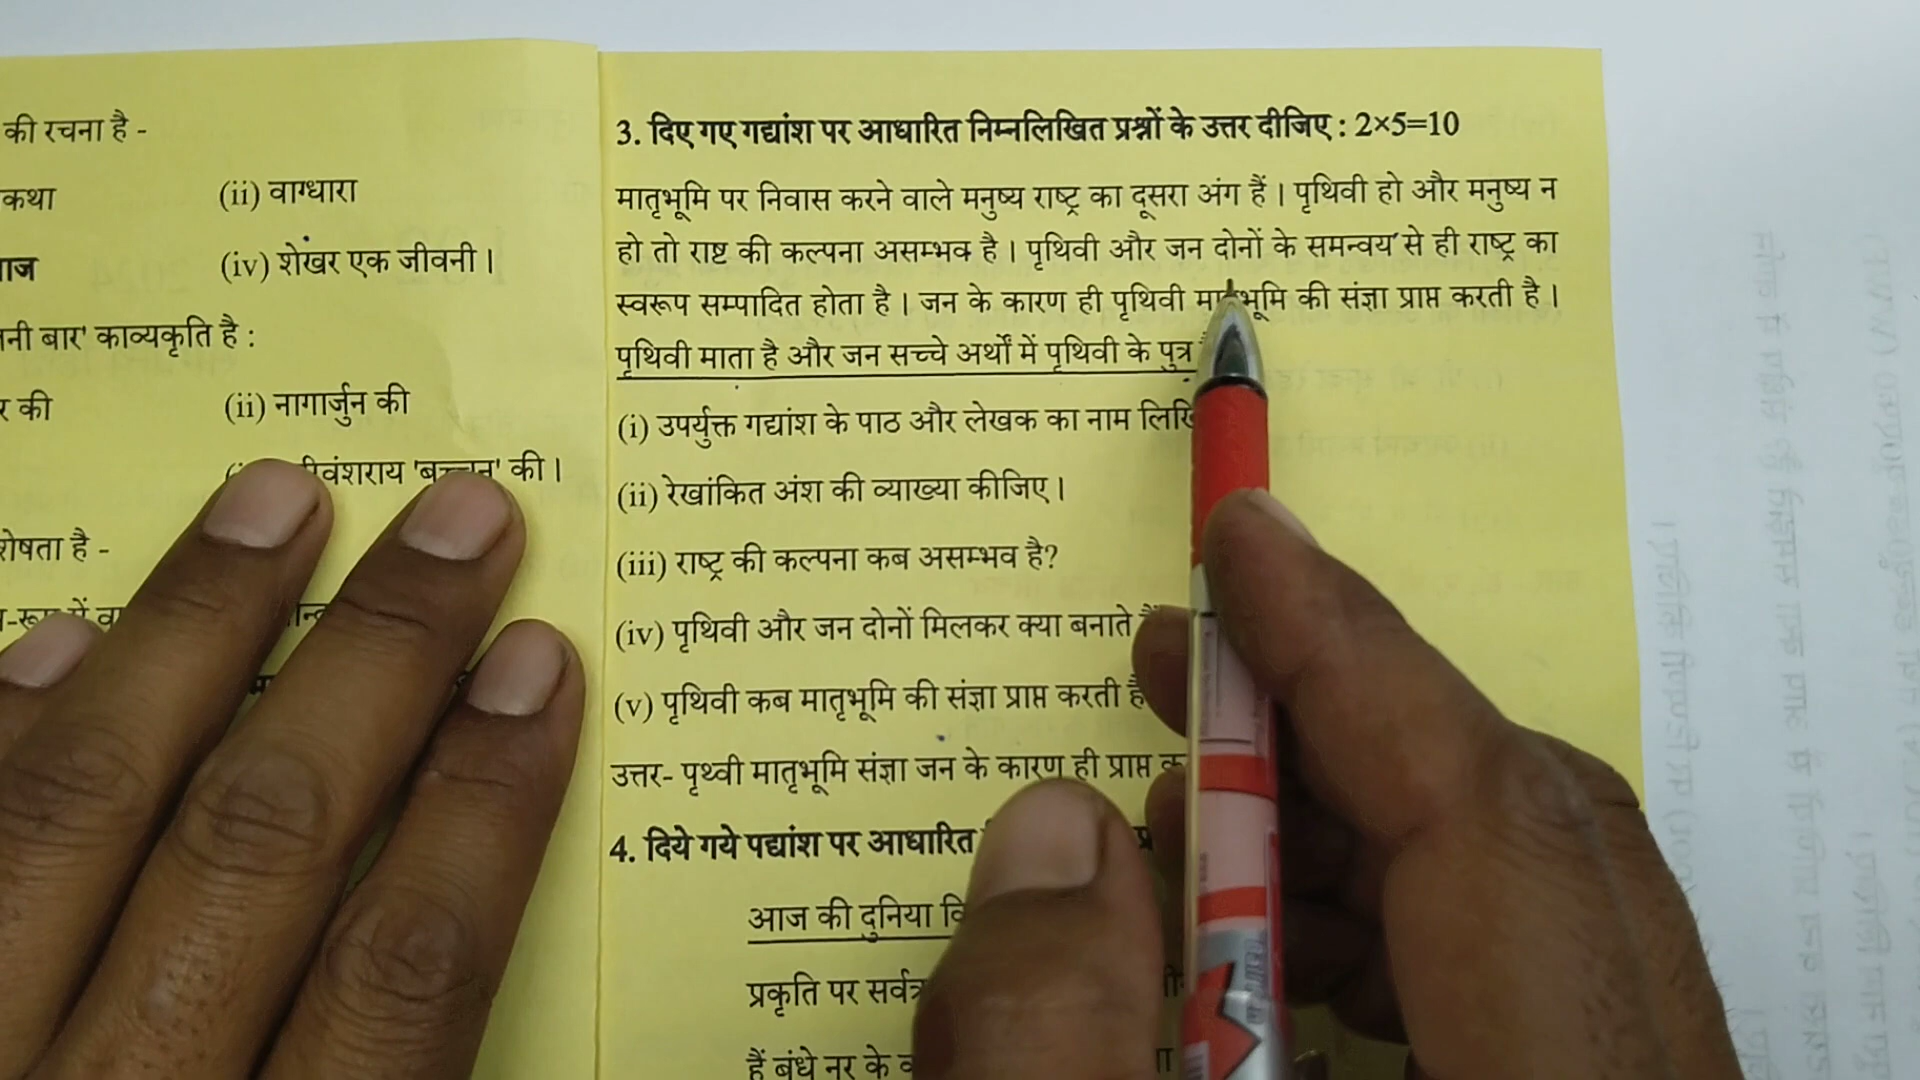 की रचना है -
कथा (ii) वाग्धारा
(iv) शेखर एक जीवनी ।
काव्यकृति है :
की (ii) नागार्जुन की
'बच्चन' की ।
है -
3. दिए गए गद्यांश पर आधारित निम्नलिखित प्रश्नों के उत्तर दीजिए : 2×5=10
मातृभूमि पर निवास करने वाले मनुष्य राष्ट्र का दूसरा अंग हैं । पृथिवी हो और मनुष्य न
हो तो राष्ट की कल्पना असम्भव है । पृथिवी और जन दोनों के समन्वय से ही राष्ट्र का
स्वरूप सम्पादित होता है । जन के कारण ही पृथिवी मातृभूमि की संज्ञा प्राप्त करती है ।
पृथिवी माता है और जन सच्चे अर्थों में पृथिवी के पुत्र
(i) उपर्युक्त गद्यांश के पाठ और लेखक का नाम
(ii) रेखांकित अंश की व्याख्या कीजिए ।
(iii) राष्ट्र की कल्पना कब असम्भव है?
(iv) पृथिवी और जन दोनों मिलकर क्या बनाते
(v) पृथिवी कब मातृभूमि की संज्ञा प्राप्त करती है
उत्तर- पृथ्वी मातृभूमि संज्ञा जन के कारण ही प्राप्त
4. दिये गये पद्यांश पर आधारित
आज की दुनिया
प्रकृति पर सर्वत्र
हैं बंधे नर के